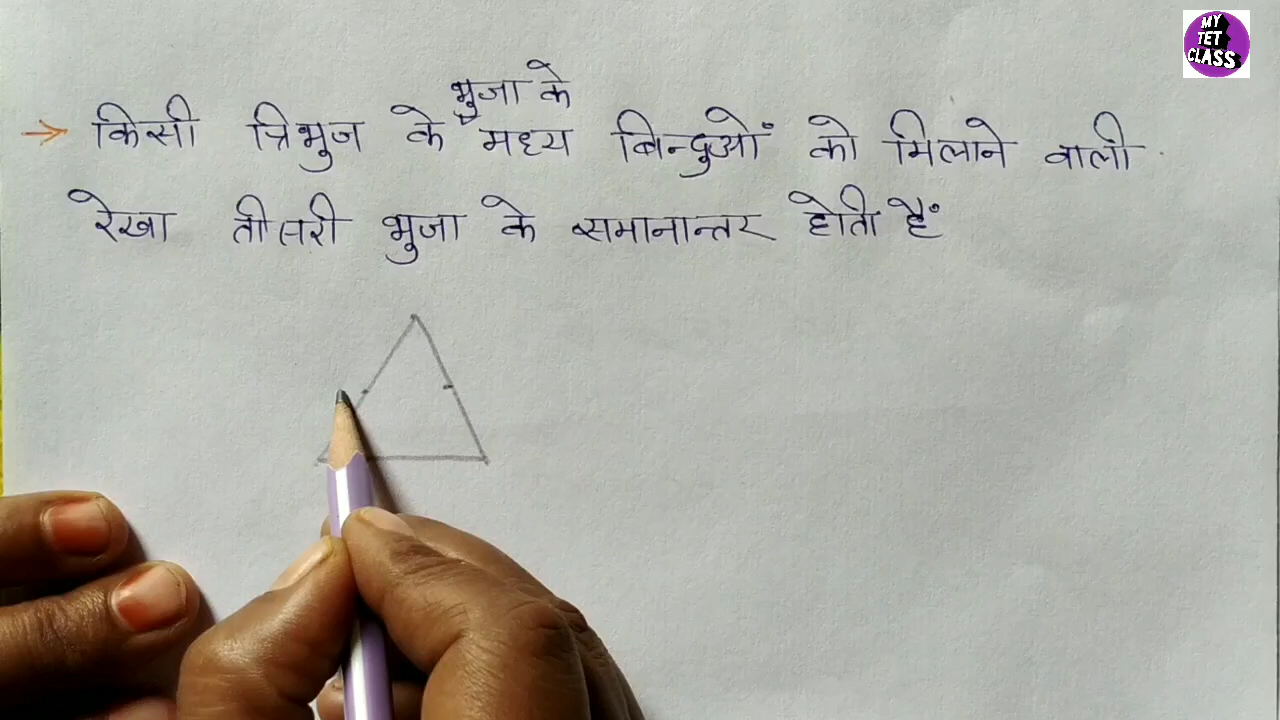 MY
TET
CLASS
भुजा के
→ किसी त्रिभुज के मध्य बिन्दुओं को मिलाने वाली
रेखा तीसरी भुजा के समानान्तर होती हैं